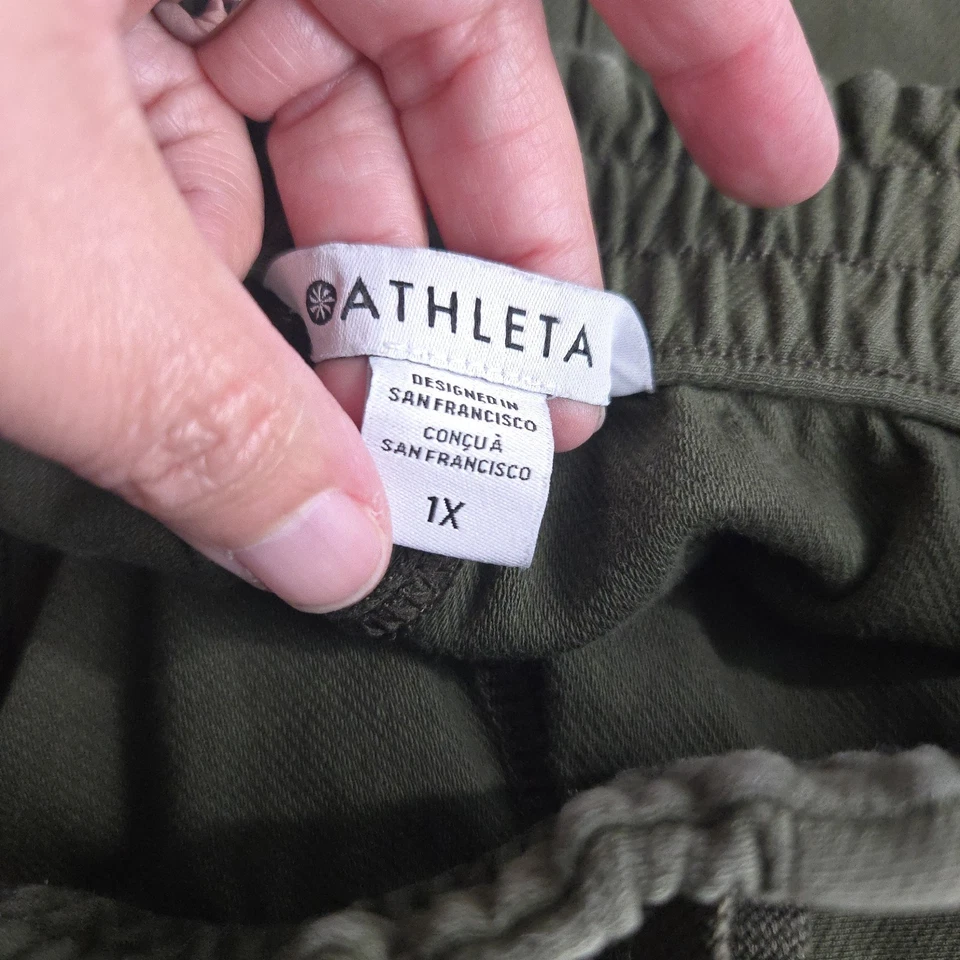 ATHLETA
DESIGNED IN
SAN FRANCISCO
CONÇU À
SAN FRANCISCO
1X